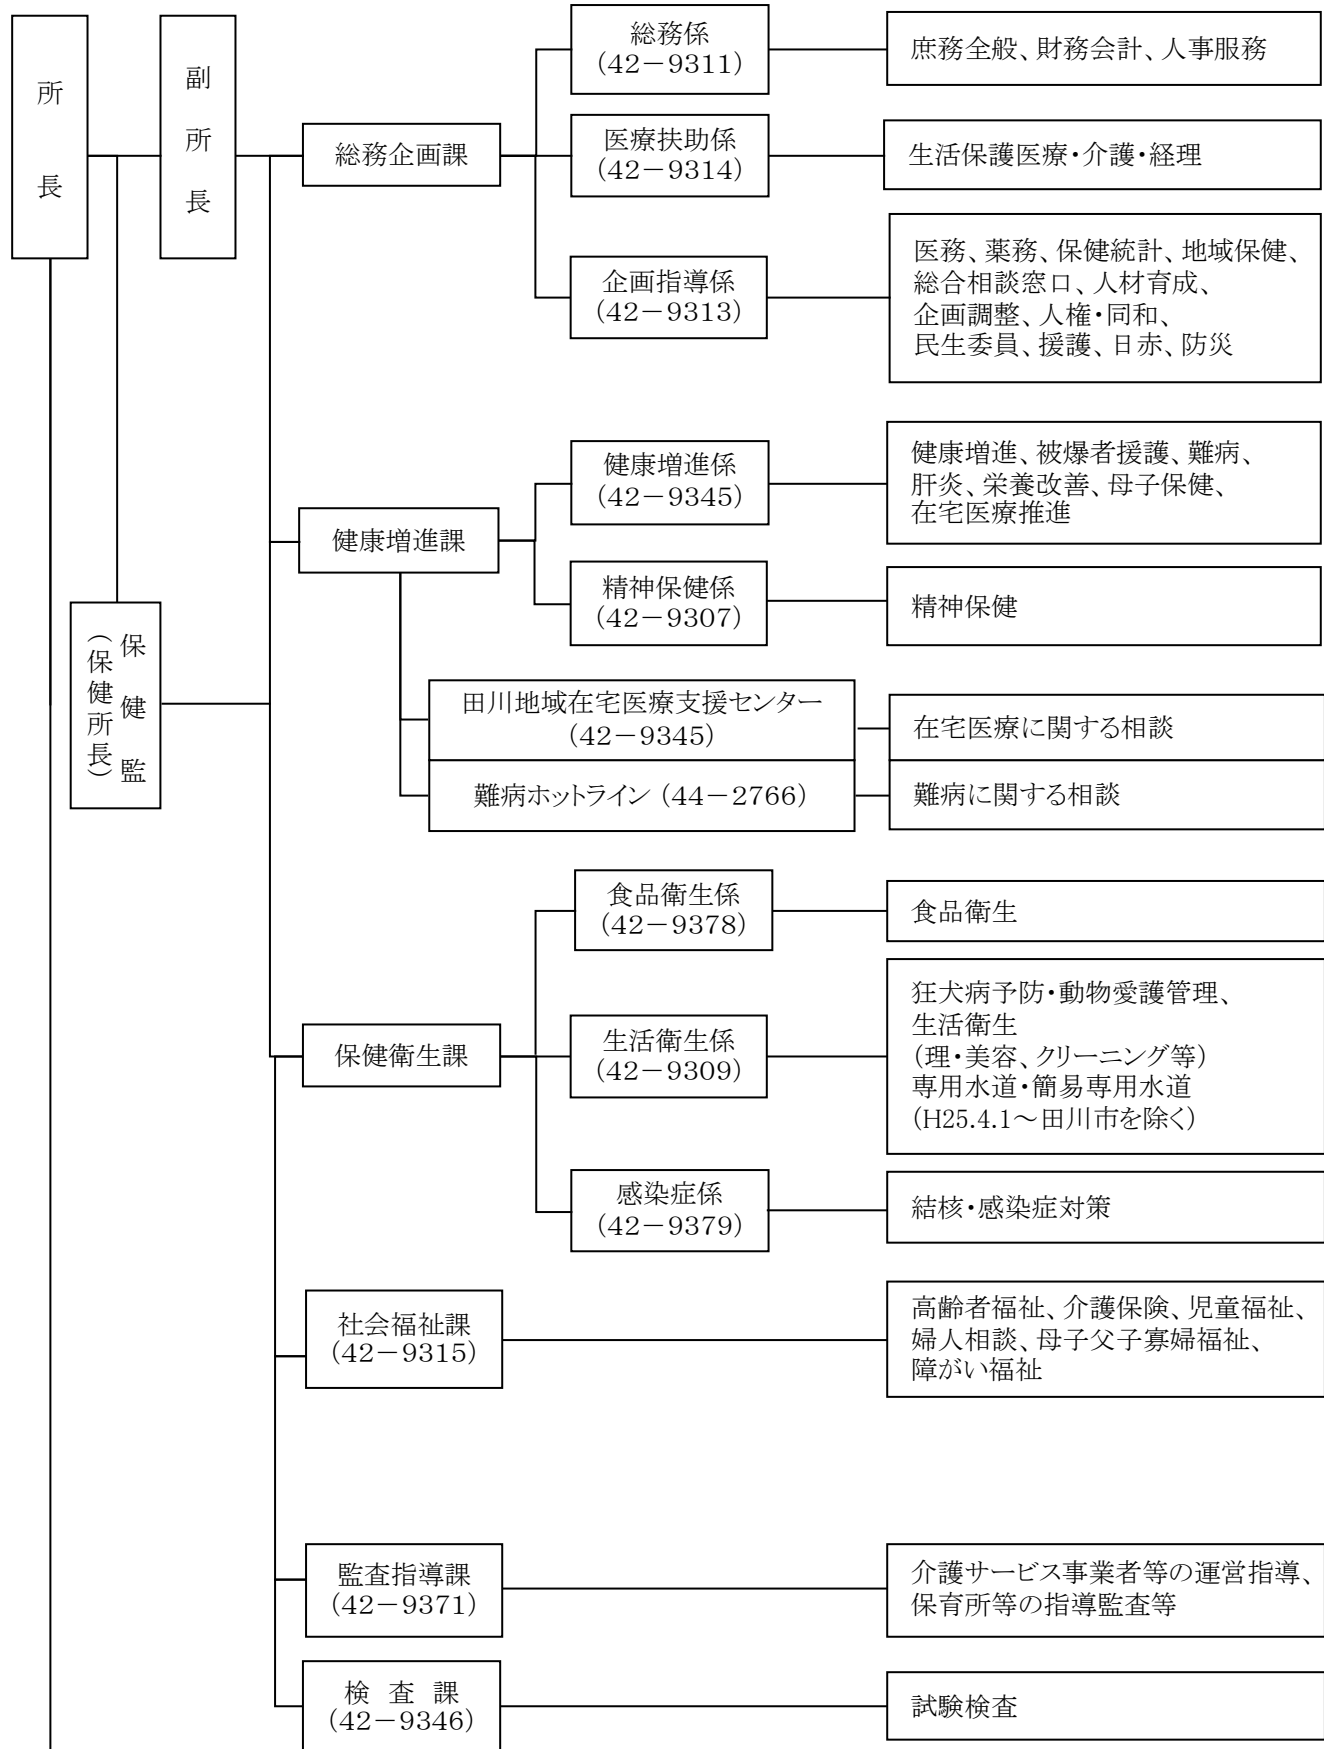 所長
副所長
保健監
（保健所長）
総務企画課
総務係
（42－9311）
庶務全般、財務会計、人事服務
医療扶助係
（42－9314）
生活保護医療・介護・経理
企画指導係
（42－9313）
医務、薬務、保健統計、地域保健、
総合相談窓口、人材育成、
企画調整、人権・同和、
民生委員、援護、日赤、防災
健康増進課
健康増進係
（42－9345）
健康増進、被爆者援護、難病、
肝炎、栄養改善、母子保健、
在宅医療推進
精神保健係
（42－9307）
精神保健
田川地域在宅医療支援センター
（42－9345）
在宅医療に関する相談
難病ホットライン（44－2766）
難病に関する相談
保健衛生課
食品衛生係
（42－9378）
食品衛生
生活衛生係
（42－9309）
狂犬病予防・動物愛護管理、
生活衛生
（理・美容、クリーニング等）
専用水道・簡易専用水道
（H25.4.1～田川市を除く）
感染症係
（42－9379）
結核・感染症対策
社会福祉課
（42－9315）
高齢者福祉、介護保険、児童福祉、
婦人相談、母子父子寡婦福祉、
障がい福祉
監査指導課
（42－9371）
介護サービス事業者等の運営指導、
保育所等の指導監査等
検査課
（42－9346）
試験検査